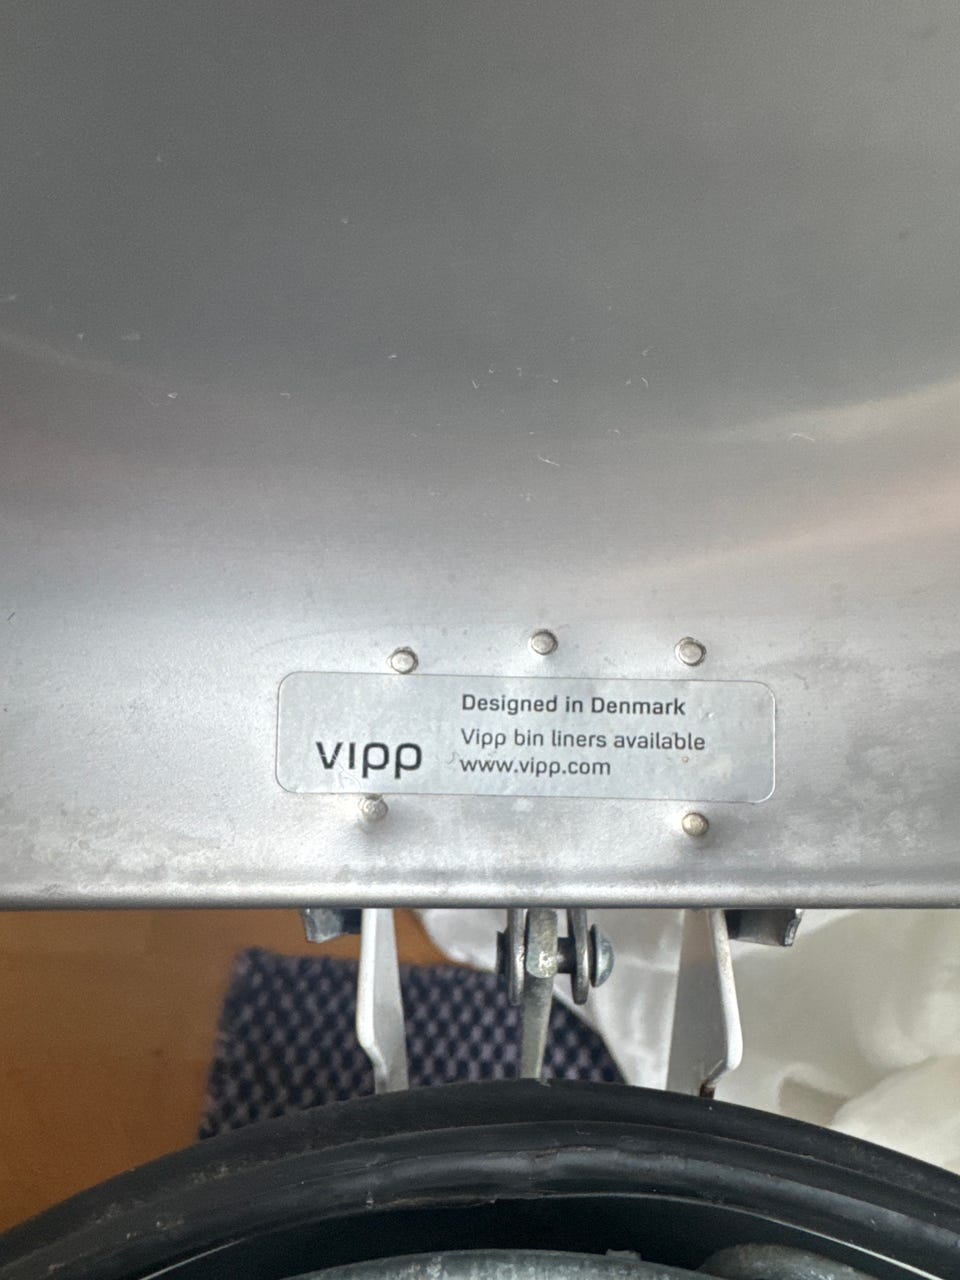 vipp
Designed in Denmark
Vipp bin liners available
www.vipp.com